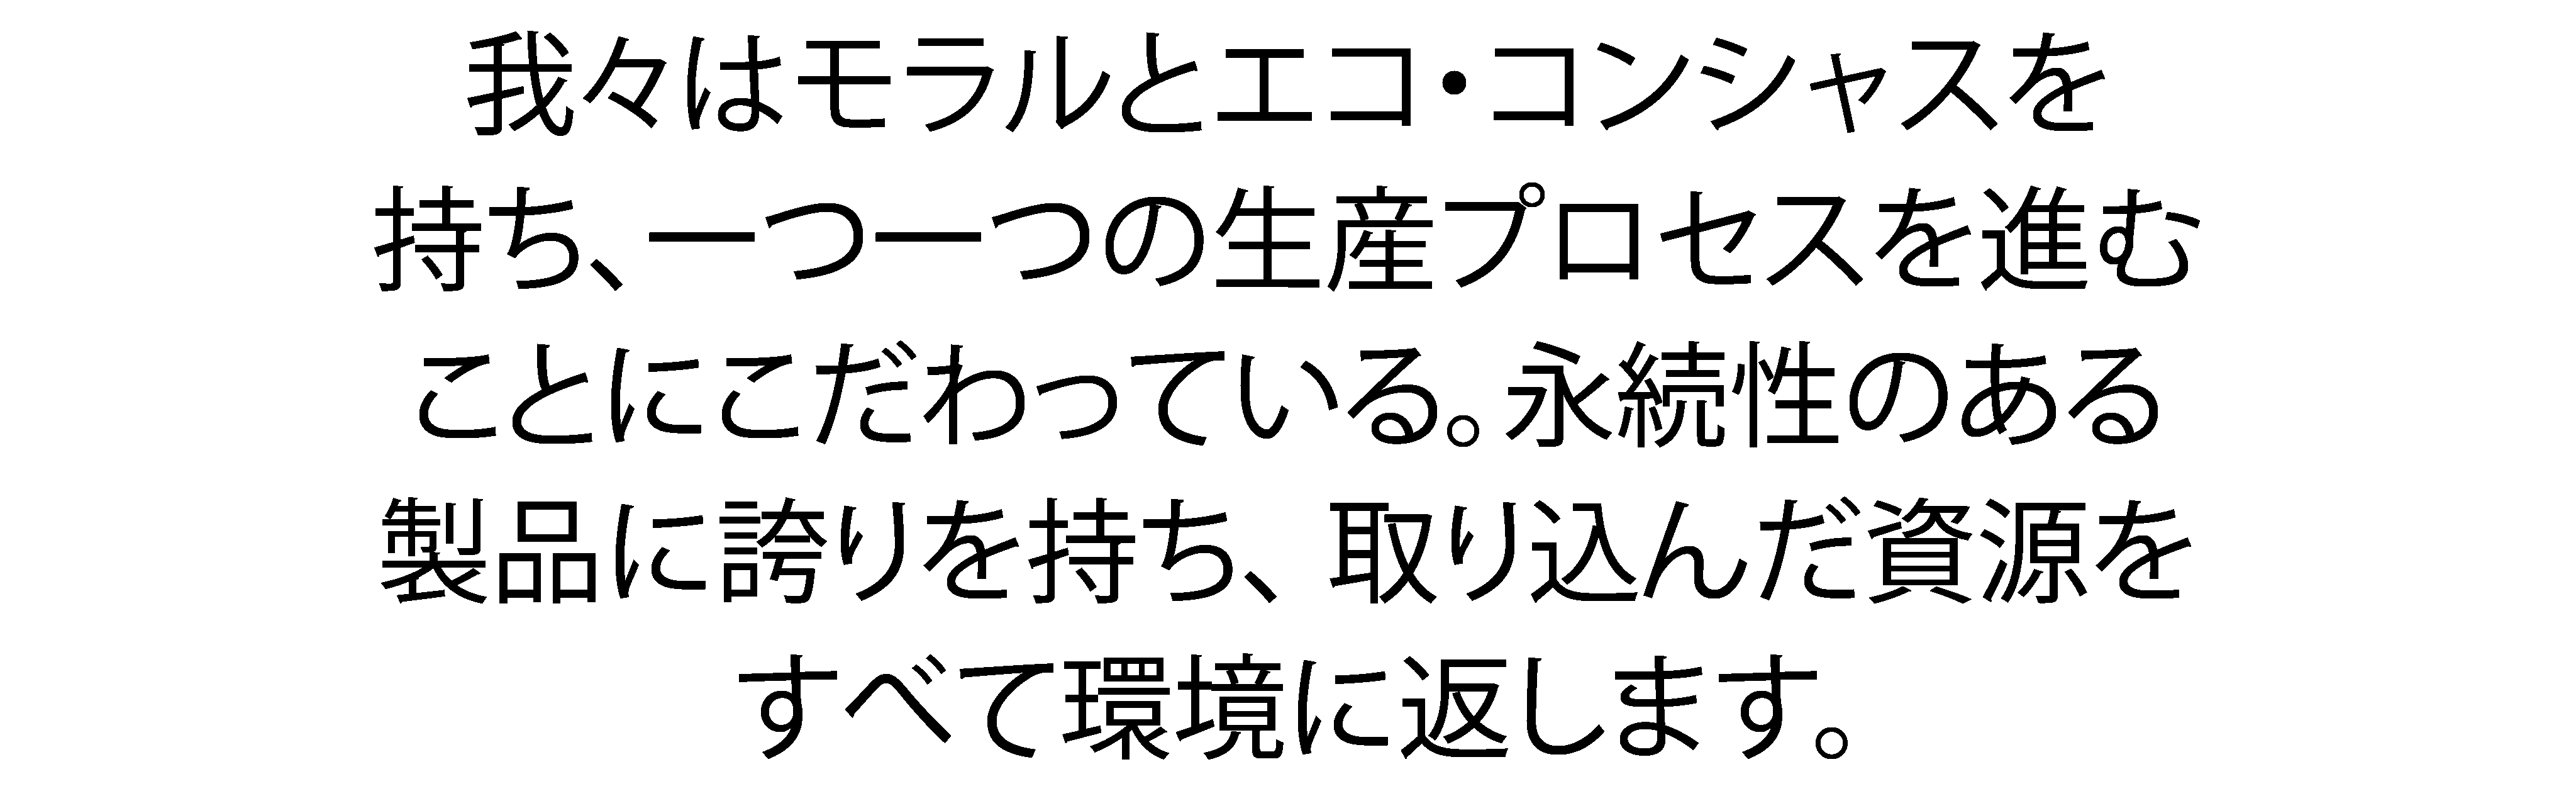 我々はモラルとエコ・コンシャスを
持ち、一つ一つの生産プロセスを進む
ことにこだわっている。永続性のある
製品に誇りを持ち、取り込んだ資源を
すべて環境に返します。